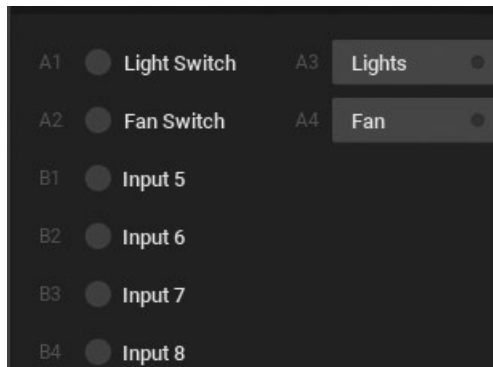 A1 Light Switch A3 Lights
A2 Fan Switch A4 Fan
B1 Input 5
B2 Input 6
B3 Input 7
B4 Input 8